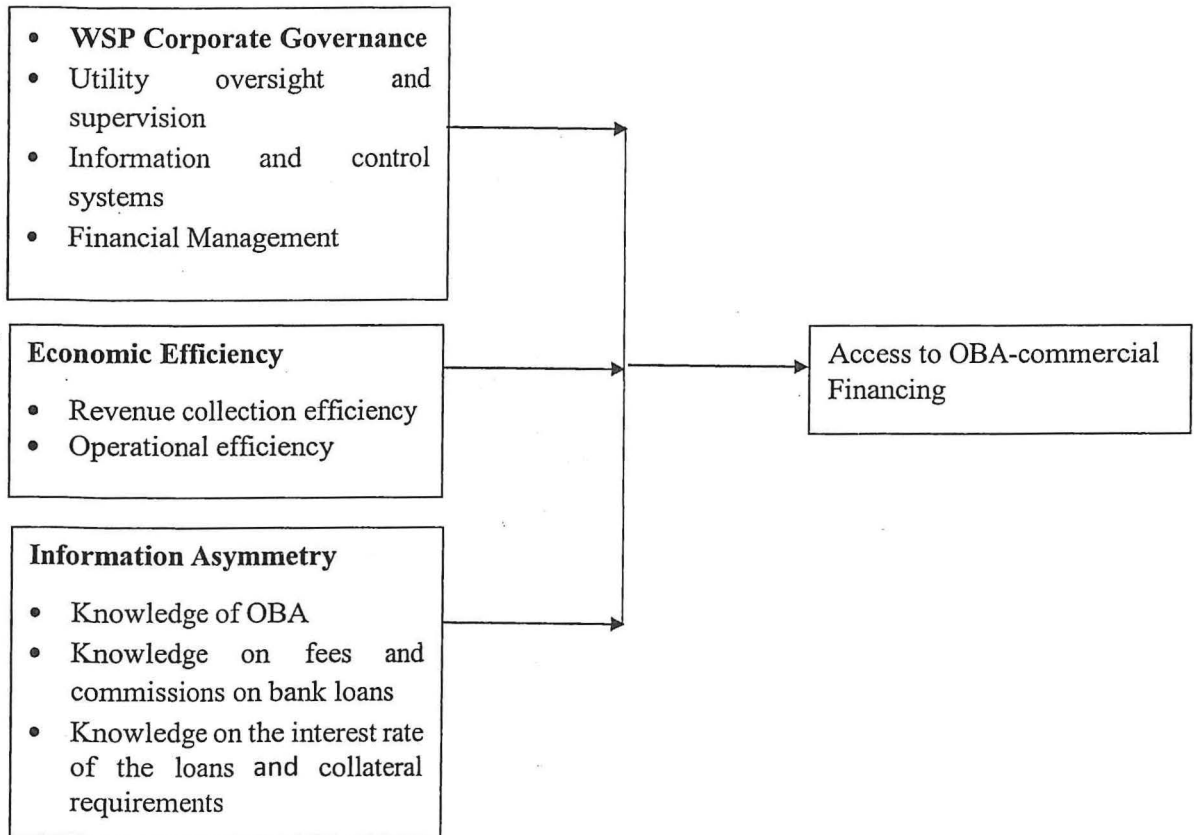 • WSP Corporate Governance
• Utility oversight and
supervision
• Information and control
systems
• Financial Management
Economic Efficiency
• Revenue collection efficiency
• Operational efficiency
Information Asymmetry
• Knowledge of OBA
• Knowledge on fees and
commissions on bank loans
• Knowledge on the interest rate
of the loans and collateral
requirements
Access to OBA-commercial
Financing